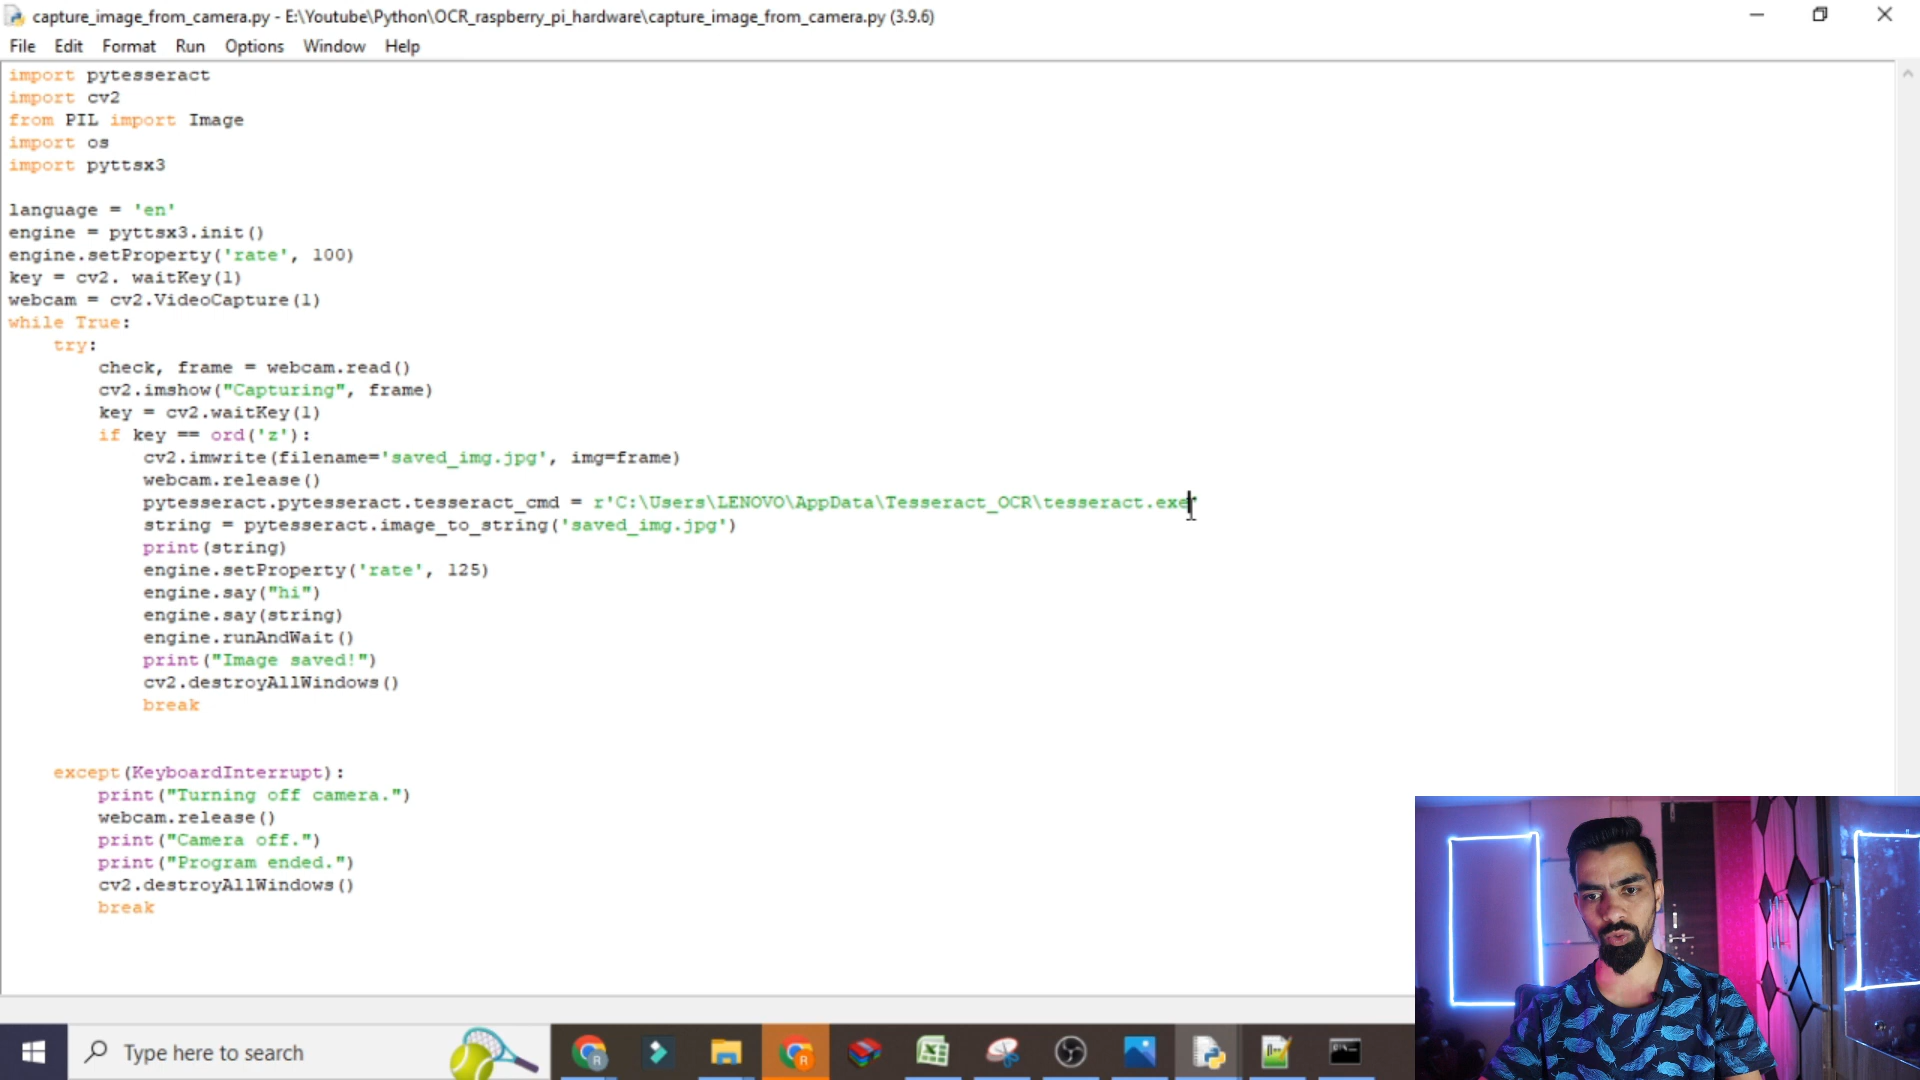 capture_image_from_camera.py - E:\Youtube\Python\OCR_raspberry_pi_hardware\capture_image_from_camera.py (3.9.6)
File Edit Format Run Options Window Help
import pytesseract
import cv2
from PIL import Image
import os
import pyttsx3
language = 'en'
engine = pyttsx3.init()
engine.setProperty('rate', 100)
key = cv2. waitKey(1)
webcam = cv2.VideoCapture(1)
while True:
    try:
        check, frame = webcam.read()
        cv2.imshow("Capturing", frame)
        key = cv2.waitKey(1)
        if key == ord('z'):
            cv2.imwrite(filename='saved_img.jpg', img=frame)
            webcam.release()
            pytesseract.pytesseract.tesseract_cmd = r'C:\Users\LENOVO\AppData\Tesseract_OCR\tesseract.exe'
            string = pytesseract.image_to_string('saved_img.jpg')
            print(string)
            engine.setProperty('rate', 125)
            engine.say("hi")
            engine.say(string)
            engine.runAndWait()
            print("Image saved!")
            cv2.destroyAllWindows()
            break
    except(KeyboardInterrupt):
        print("Turning off camera.")
        webcam.release()
        print("Camera off.")
        print("Program ended.")
        cv2.destroyAllWindows()
        break
Type here to search